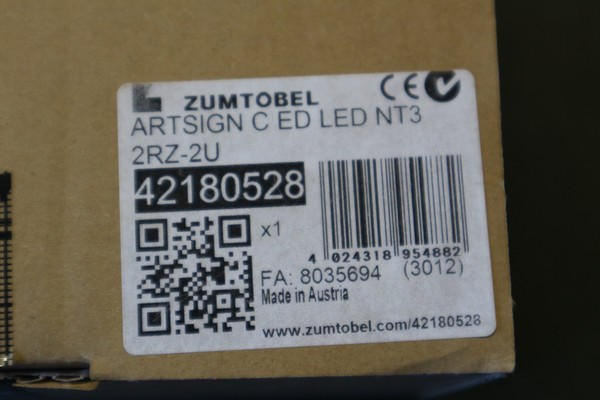 ZUMTOBEL
ARTSIGN C ED LED NT3
2RZ-2U
42180528
x1
4 024318 954882
FA: 8035694 (3012)
Made in Austria
www.zumtobel.com/42180528